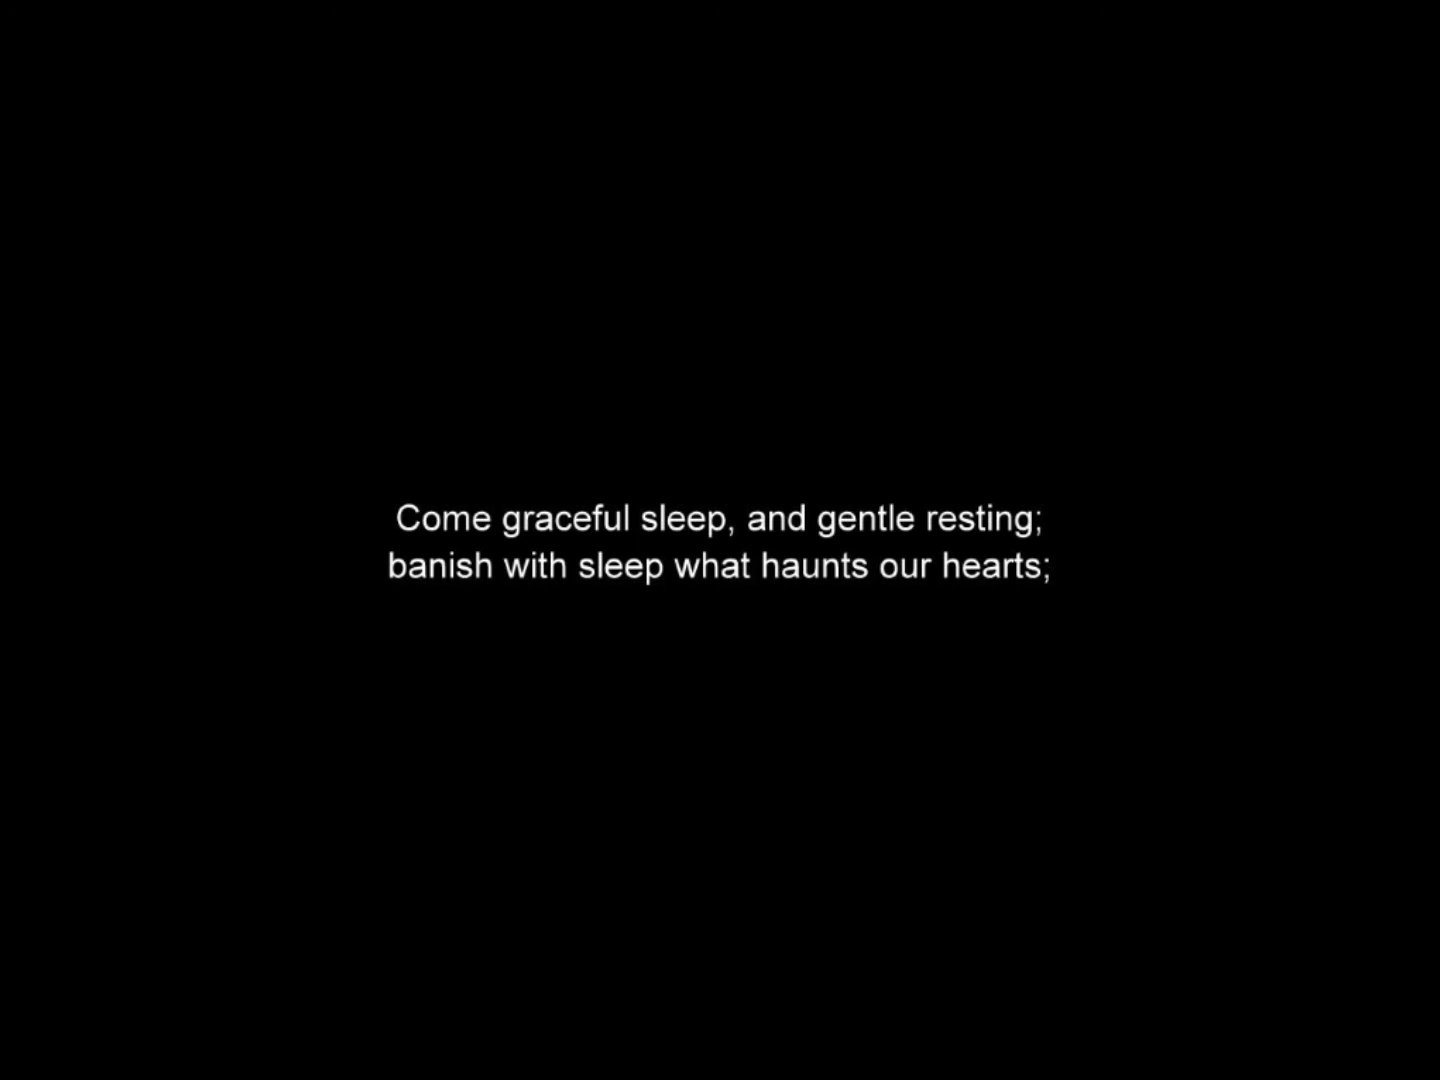 Come graceful sleep, and gentle resting;
banish with sleep what haunts our hearts;